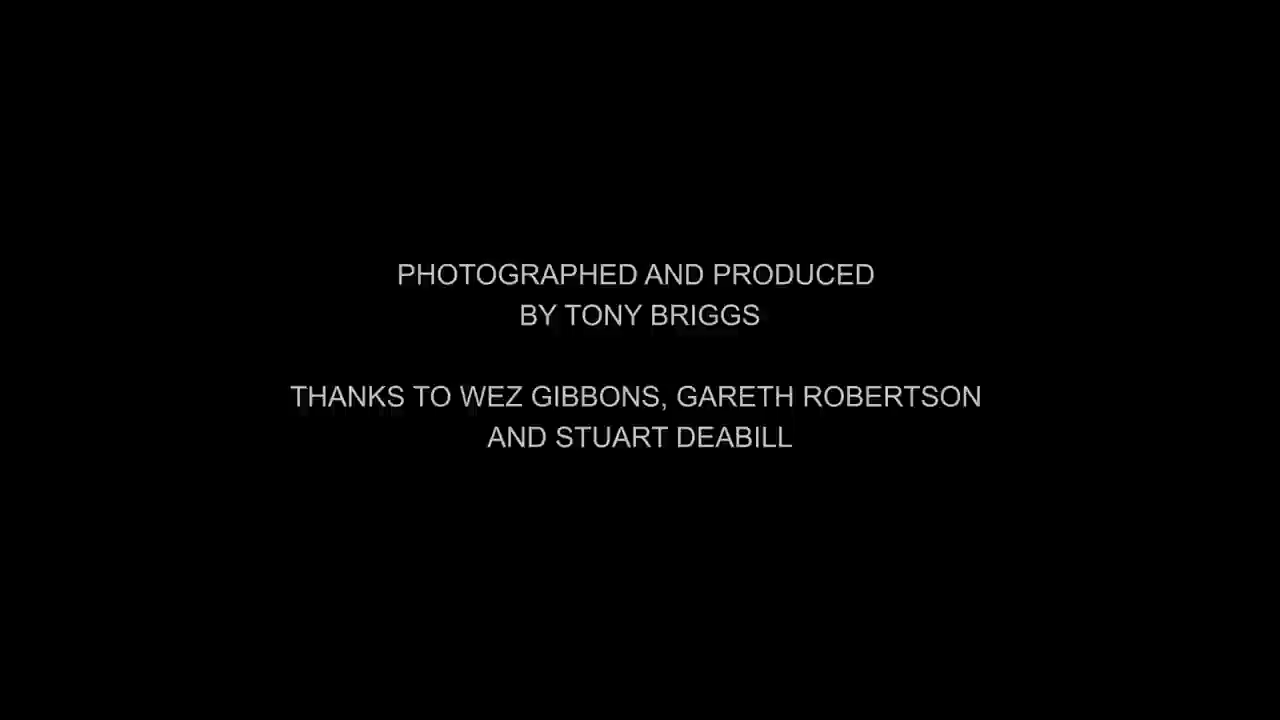 PHOTOGRAPHED AND PRODUCED
BY TONY BRIGGS
THANKS TO WEZ GIBBONS, GARETH ROBERTSON
AND STUART DEABILL